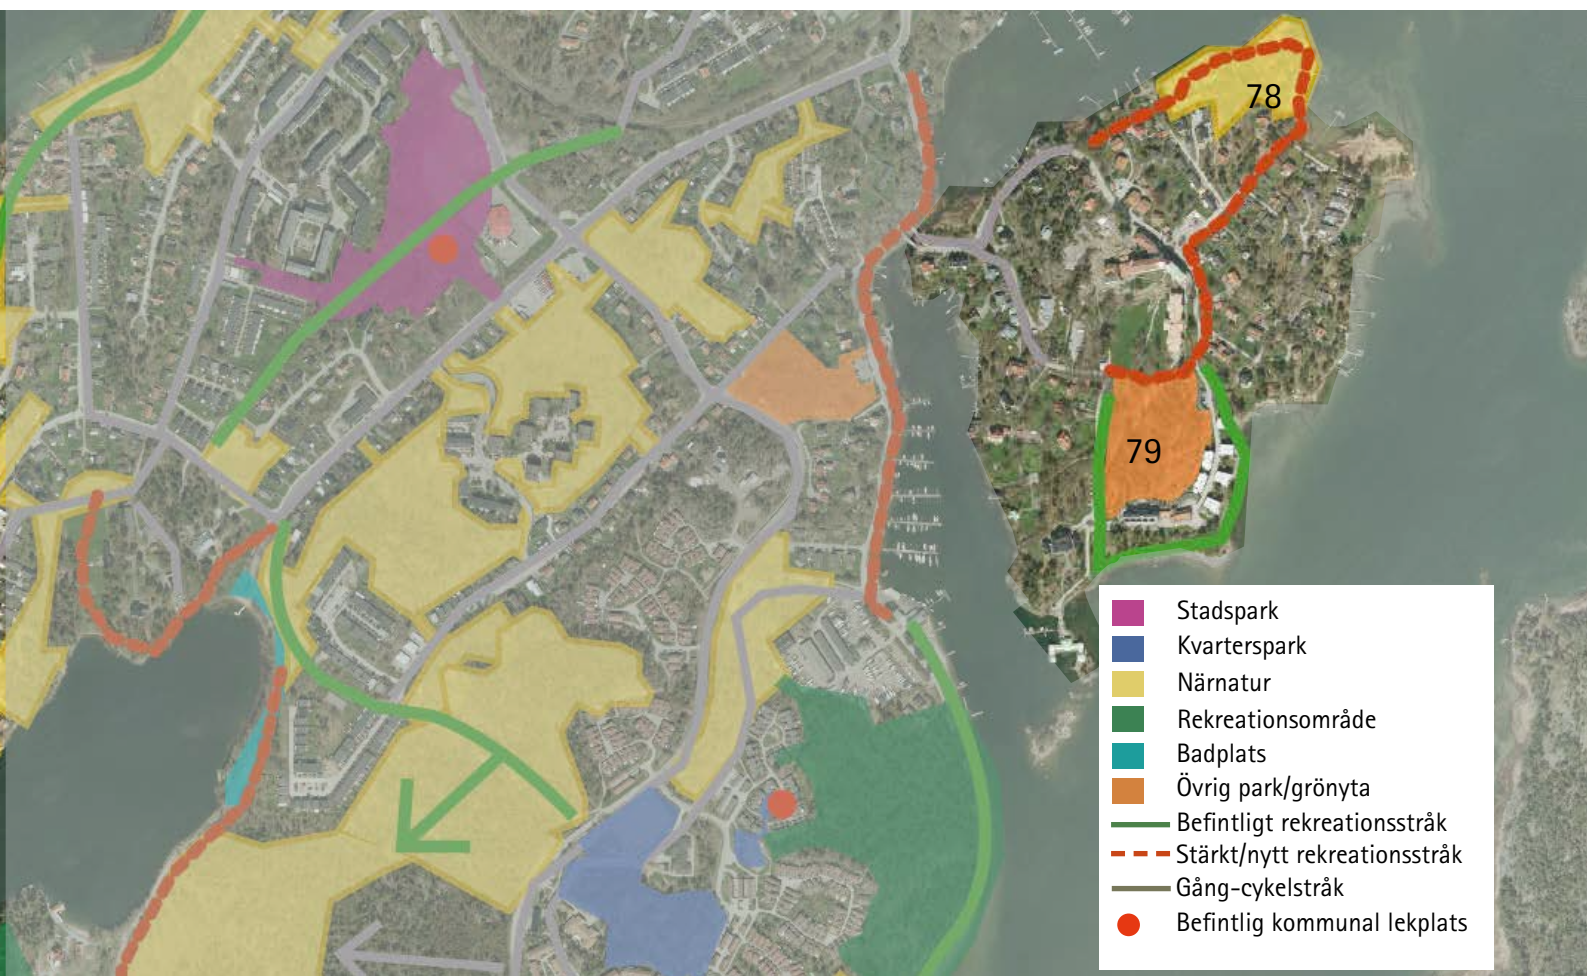 78
79
Stadspark
Kvarterspark
Närnatur
Rekreationsområde
Badplats
Övrig park/grönyta
Befintligt rekreationsstråk
Stärkt/nytt rekreationsstråk
Gång-cykelstråk
Befintlig kommunal lekplats